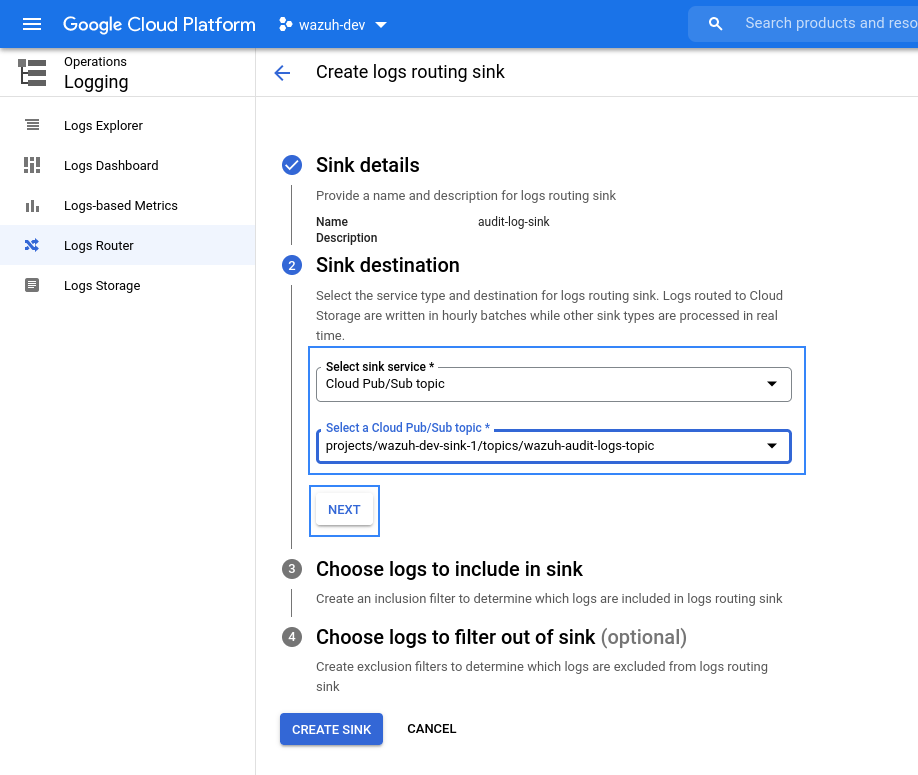 Google Cloud Platform
wazuh-dev
Search products and reso
Operations
Logging
Create logs routing sink
Logs Explorer
Logs Dashboard
Logs-based Metrics
Logs Router
Logs Storage
Sink details
Provide a name and description for logs routing sink
Name audit-log-sink
Description
2 Sink destination
Select the service type and destination for logs routing sink. Logs routed to Cloud
Storage are written in hourly batches while other sink types are processed in real
time.
Select sink service *
Cloud Pub/Sub topic
Select a Cloud Pub/Sub topic *
projects/wazuh-dev-sink-1/topics/wazuh-audit-logs-topic
NEXT
3 Choose logs to include in sink
Create an inclusion filter to determine which logs are included in logs routing sink
4 Choose logs to filter out of sink (optional)
Create exclusion filters to determine which logs are excluded from logs routing
sink
CREATE SINK CANCEL